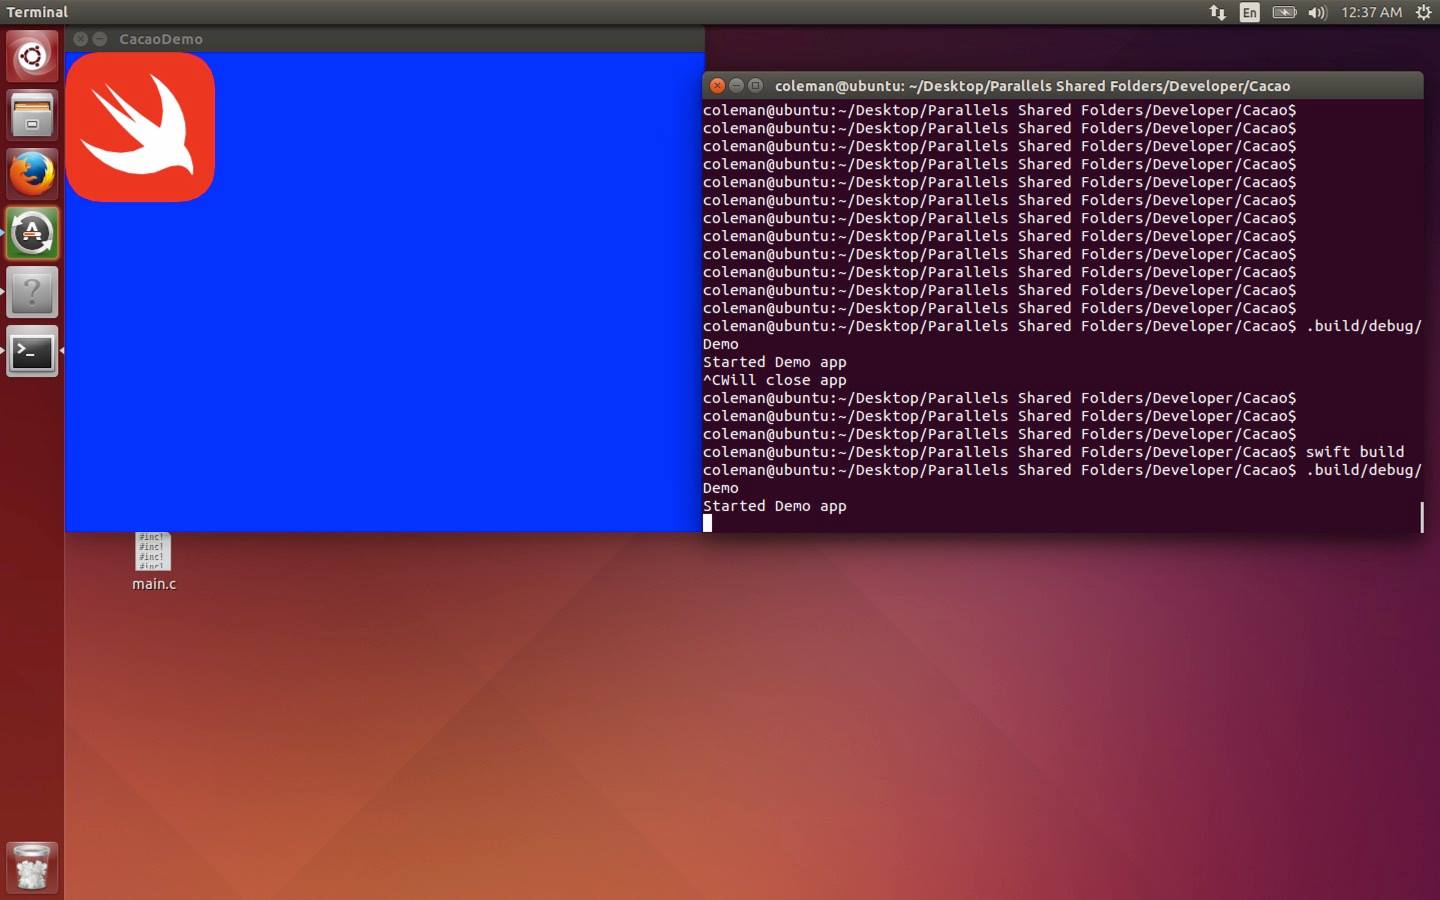 Terminal
En
12:37 AM
CacaoDemo
coleman@ubuntu: ~/Desktop/Parallels Shared Folders/Developer/Cacao
coleman@ubuntu:~/Desktop/Parallels Shared Folders/Developer/Cacao$
coleman@ubuntu:~/Desktop/Parallels Shared Folders/Developer/Cacao$
coleman@ubuntu:~/Desktop/Parallels Shared Folders/Developer/Cacao$
coleman@ubuntu:~/Desktop/Parallels Shared Folders/Developer/Cacao$
coleman@ubuntu:~/Desktop/Parallels Shared Folders/Developer/Cacao$
coleman@ubuntu:~/Desktop/Parallels Shared Folders/Developer/Cacao$
coleman@ubuntu:~/Desktop/Parallels Shared Folders/Developer/Cacao$
coleman@ubuntu:~/Desktop/Parallels Shared Folders/Developer/Cacao$
coleman@ubuntu:~/Desktop/Parallels Shared Folders/Developer/Cacao$
coleman@ubuntu:~/Desktop/Parallels Shared Folders/Developer/Cacao$
coleman@ubuntu:~/Desktop/Parallels Shared Folders/Developer/Cacao$
coleman@ubuntu:~/Desktop/Parallels Shared Folders/Developer/Cacao$
coleman@ubuntu:~/Desktop/Parallels Shared Folders/Developer/Cacao$ .build/debug/
Demo
Started Demo app
^CWill close app
coleman@ubuntu:~/Desktop/Parallels Shared Folders/Developer/Cacao$
coleman@ubuntu:~/Desktop/Parallels Shared Folders/Developer/Cacao$
coleman@ubuntu:~/Desktop/Parallels Shared Folders/Developer/Cacao$
coleman@ubuntu:~/Desktop/Parallels Shared Folders/Developer/Cacao$ swift build
coleman@ubuntu:~/Desktop/Parallels Shared Folders/Developer/Cacao$ .build/debug/
Demo
Started Demo app
#incl
#incl
#incl
#incl
main.c